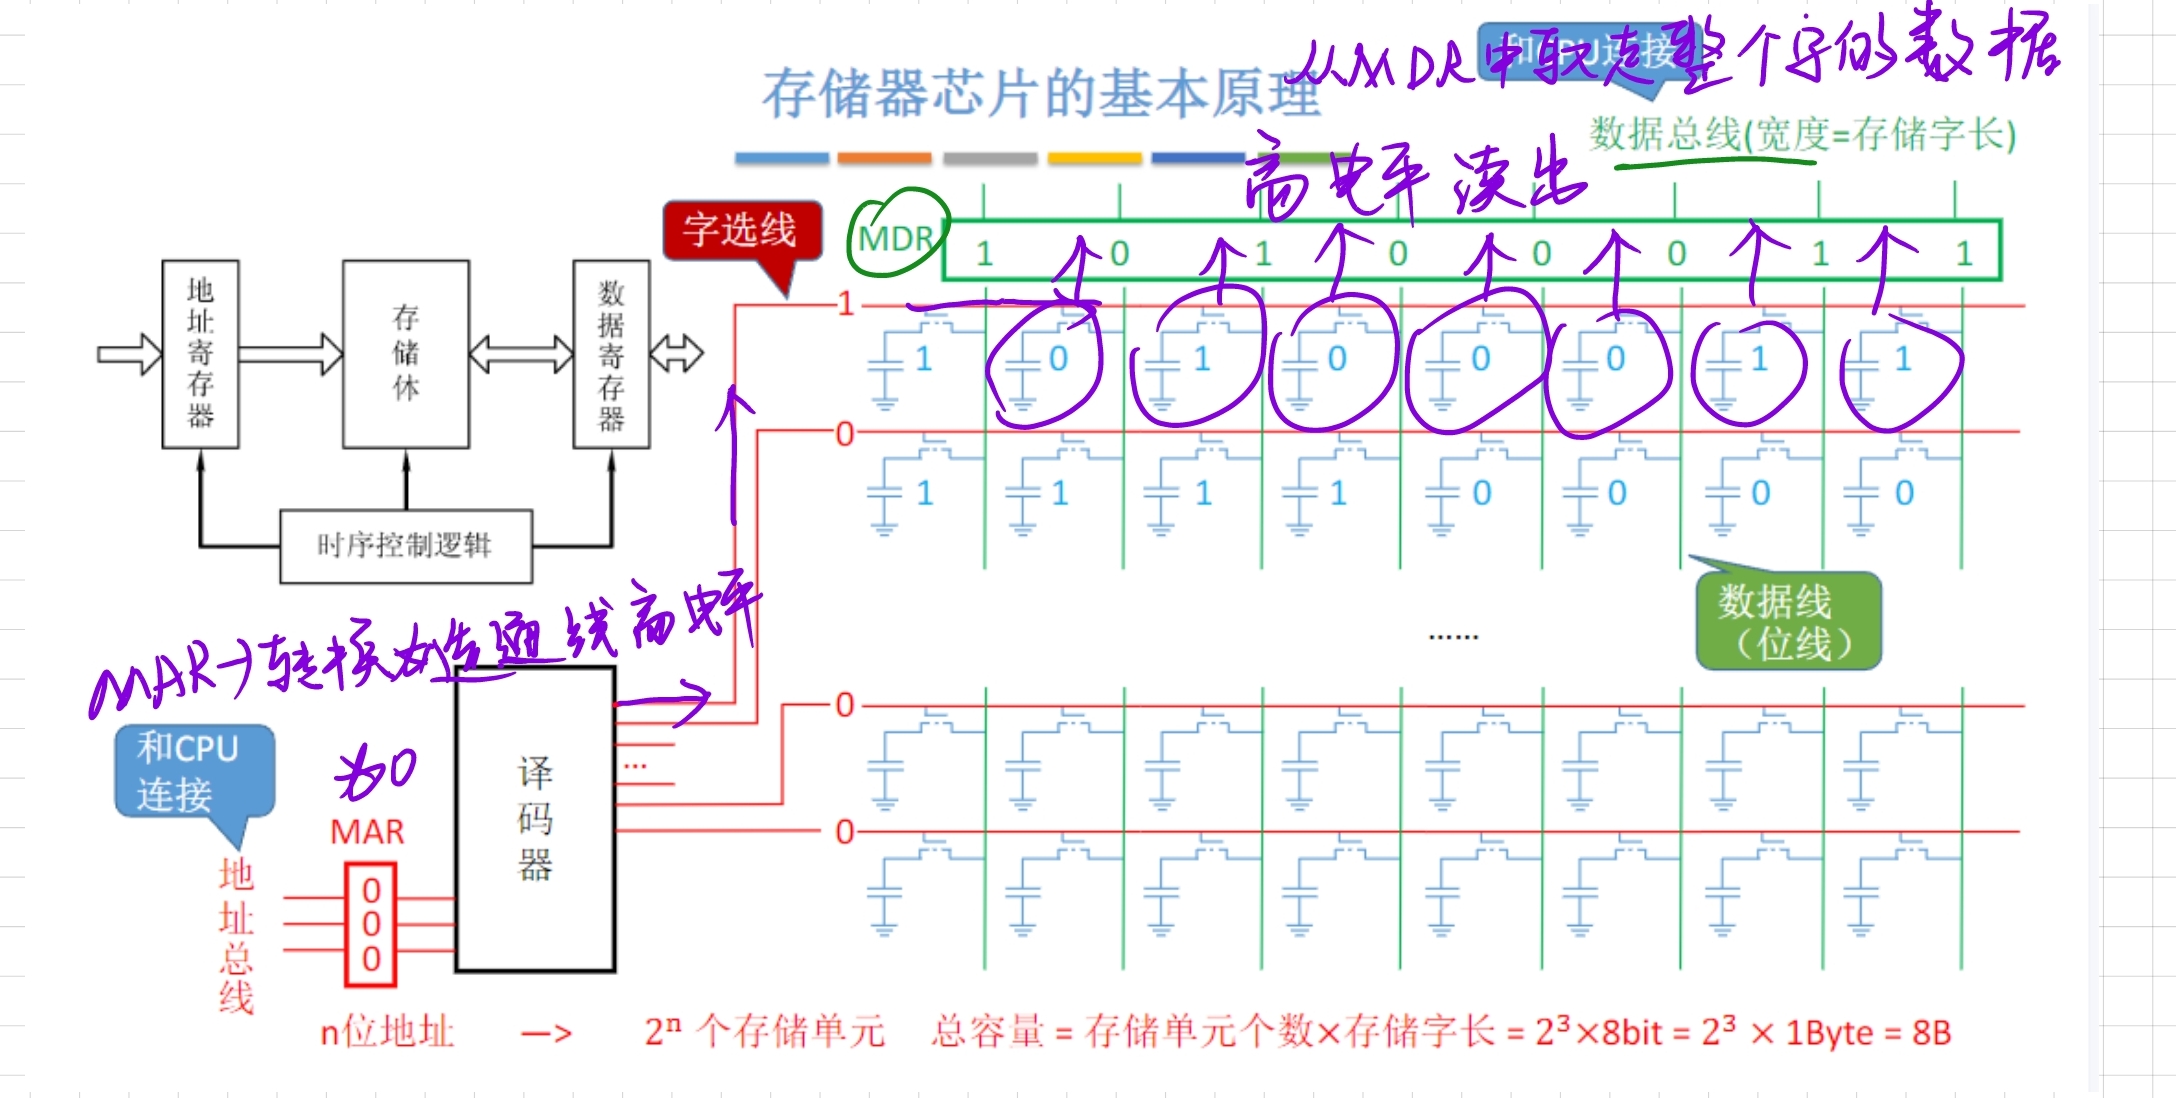 从MDR中取走整个字的数据
和CPU连接
存储器芯片的基本原理
数据总线(宽度=存储字长)
高电平读出
字选线
MDR 1 0 1 0 0 0 1 1
地址寄存器
存储体
数据寄存器
时序控制逻辑
1
1 0 1 0 0 0 1 1
0
1 1 1 1 0 0 0 0
数据线
（位线）
......
MAR→转换为选通线高电平
0
0
和CPU
连接
为0
MAR
译码器
...
地址总线
0
0
0
n位地址 —> 2ⁿ 个存储单元 总容量 = 存储单元个数×存储字长 = 2³×8bit = 2³ × 1Byte = 8B